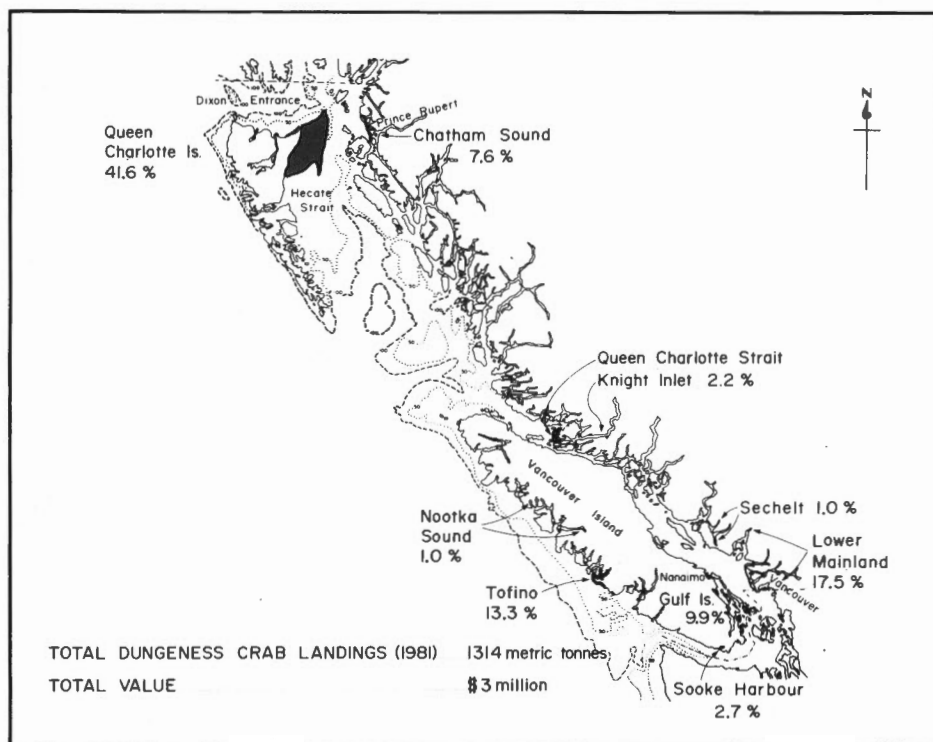 N
Dixon Entrance
Prince Rupert
Queen
Charlotte Is.
41.6 %
Chatham Sound
7.6 %
Hecate
Strait
Queen Charlotte Strait
Knight Inlet 2.2 %
Vancouver
Island
Sechelt 1.0 %
Nootka
Sound
1.0 %
Lower
Mainland
17.5 %
Vancouver
Nanaimo
Tofino
13.3 %
Gulf Is.
9.9%
TOTAL DUNGENESS CRAB LANDINGS (1981) 1314 metric tonnes
TOTAL VALUE $3 million
Sooke Harbour
2.7 %